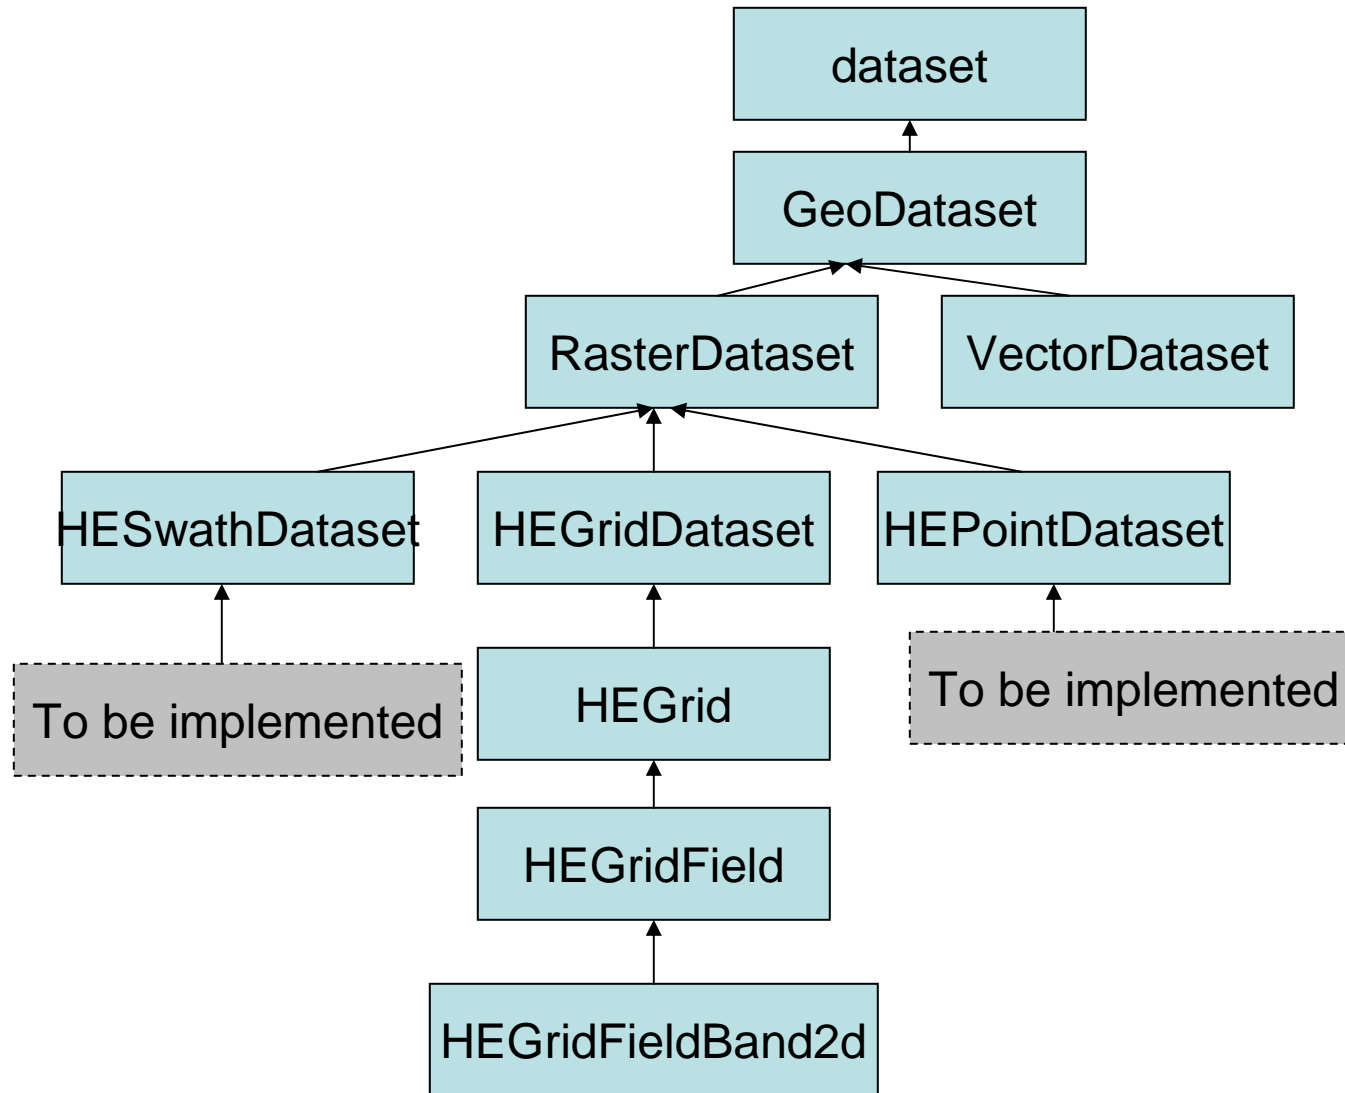 dataset
GeoDataset
RasterDataset
VectorDataset
HESwathDataset
HEGridDataset
HEPointDataset
To be implemented
HEGrid
To be implemented
HEGridField
HEGridFieldBand2d